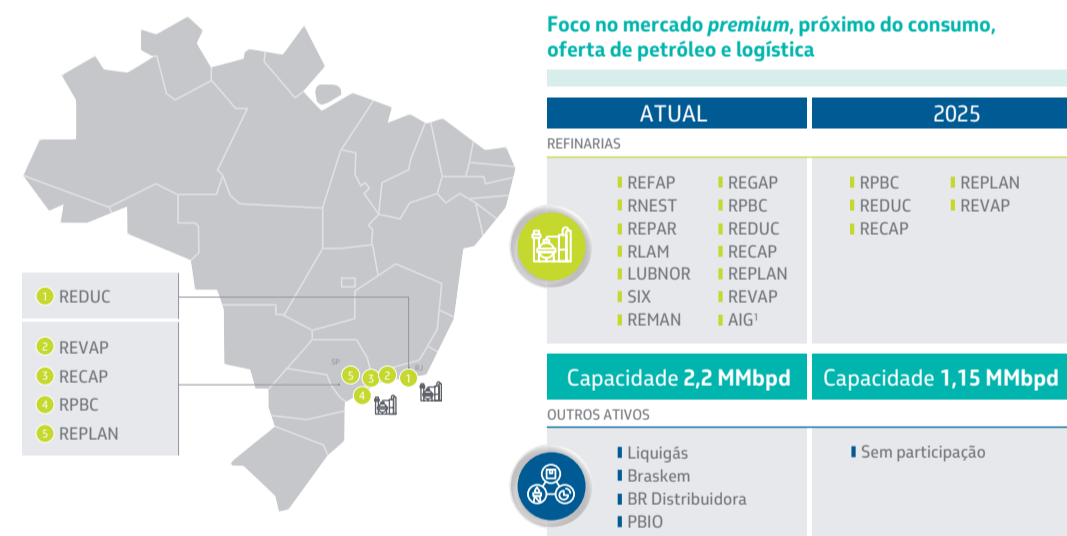 Foco no mercado premium, próximo do consumo,
oferta de petróleo e logística
ATUAL
2025
REFINARIAS
REFAP
RNEST
REPAR
RLAM
LUBNOR
SIX
REMAN
REGAP
RPBC
REDUC
RECAP
REPLAN
REVAP
AIG¹
RPBC
REDUC
RECAP
REPLAN
REVAP
Capacidade 2,2 MMbpd
Capacidade 1,15 MMbpd
OUTROS ATIVOS
Liquigás
Braskem
BR Distribuidora
PBIO
Sem participação
1 REDUC
2 REVAP
3 RECAP
4 RPBC
5 REPLAN
SP
RJ
5
3
2
1
4